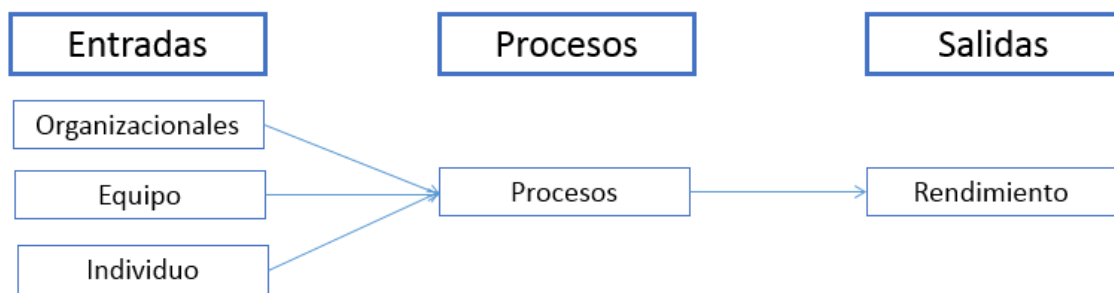 Entradas
Procesos
Salidas
Organizacionales
Equipo
Procesos
Rendimiento
Individuo